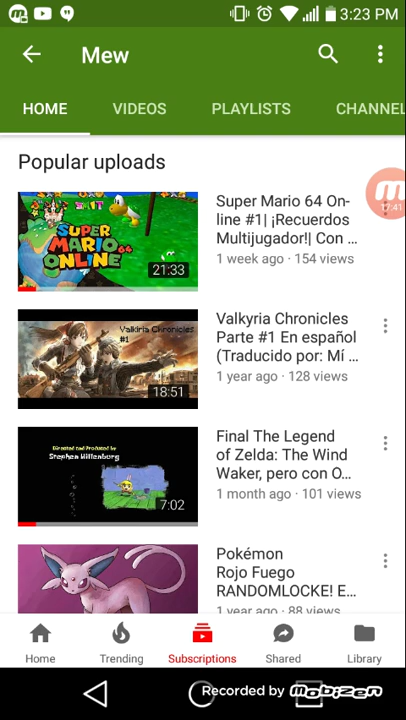 3:23 PM
Mew
HOME VIDEOS PLAYLISTS CHANNEL
Popular uploads
SUPER MARIO 64 ONLINE
21:33
Super Mario 64 On-
line #1| ¡Recuerdos
Multijugador!| Con ...
1 week ago · 154 views
17:41
Valkiria Chronicles
#1
18:51
Valkyria Chronicles
Parte #1 En español
(Traducido por: Mí ...
1 year ago · 128 views
Directed and Produced by
Stephen Hillenburg
7:02
Final The Legend
of Zelda: The Wind
Waker, pero con O...
1 month ago · 101 views
Pokémon
Rojo Fuego
RANDOMLOCKE! E...
1 year ago · 88 views
Home Trending Subscriptions Shared Library
Recorded by mobizen